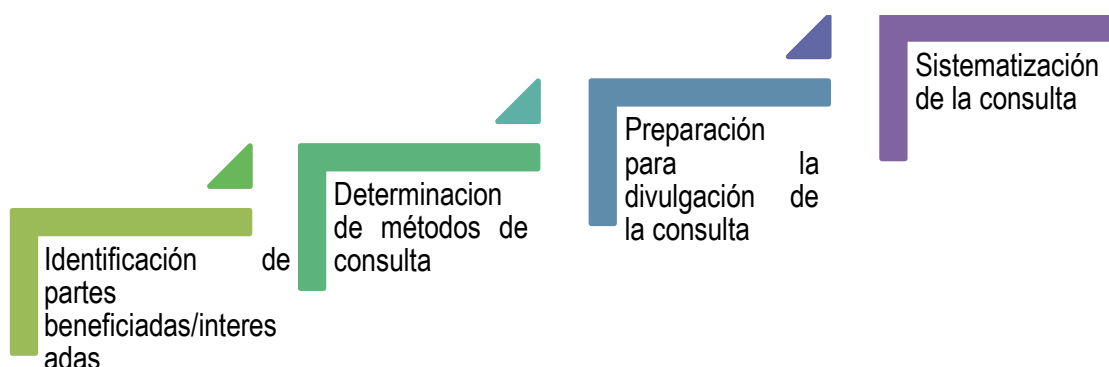 Identificación de
partes
beneficiadas/interes
adas
Determinacion
de métodos de
consulta
Preparación
para la
divulgación de
la consulta
Sistematización
de la consulta